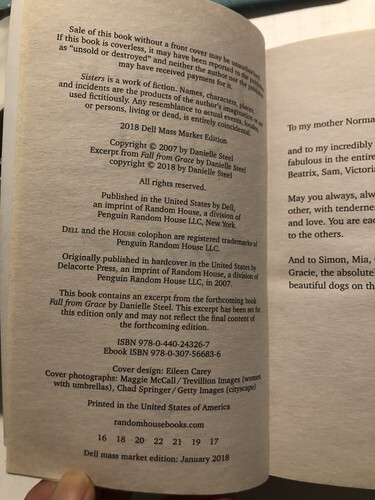 Sale of this book without a front cover may be unauthorized.
If this book is coverless, it may have been reported to the publisher
as "unsold or destroyed" and neither the author nor the publisher
may have received payment for it.
Sisters is a work of fiction. Names, characters, places,
and incidents are the products of the author's imagination or are
used fictitiously. Any resemblance to actual events, locales,
or persons, living or dead, is entirely coincidental.
2018 Dell Mass Market Edition
Copyright © 2007 by Danielle Steel
Excerpt from Fall from Grace by Danielle Steel
copyright © 2018 by Danielle Steel
All rights reserved.
Published in the United States by Dell,
an imprint of Random House, a division of
Penguin Random House LLC, New York.
DELL and the HOUSE colophon are registered trademarks of
Penguin Random House LLC.
Originally published in hardcover in the United States by
Delacorte Press, an imprint of Random House, a division of
Penguin Random House LLC, in 2007.
This book contains an excerpt from the forthcoming book
Fall from Grace by Danielle Steel. This excerpt has been set for
this edition only and may not reflect the final content of
the forthcoming edition.
ISBN 978-0-440-24326-7
Ebook ISBN 978-0-307-56683-6
Cover design: Eileen Carey
Cover photographs: Maggie McCall/Trevillion Images (women
with umbrellas), Chad Springer/Getty Images (cityscape)
Printed in the United States of America
randomhousebooks.com
16 18 20 22 21 19 17
Dell mass market edition: January 2018
To my mother Norma
and to my incredibly
fabulous in the entire
Beatrix, Sam, Victoria
May you always, alw
other, with tenderne
and love. You are eac
to the others.
And to Simon, Mia,
Gracie, the absolute
beautiful dogs on th